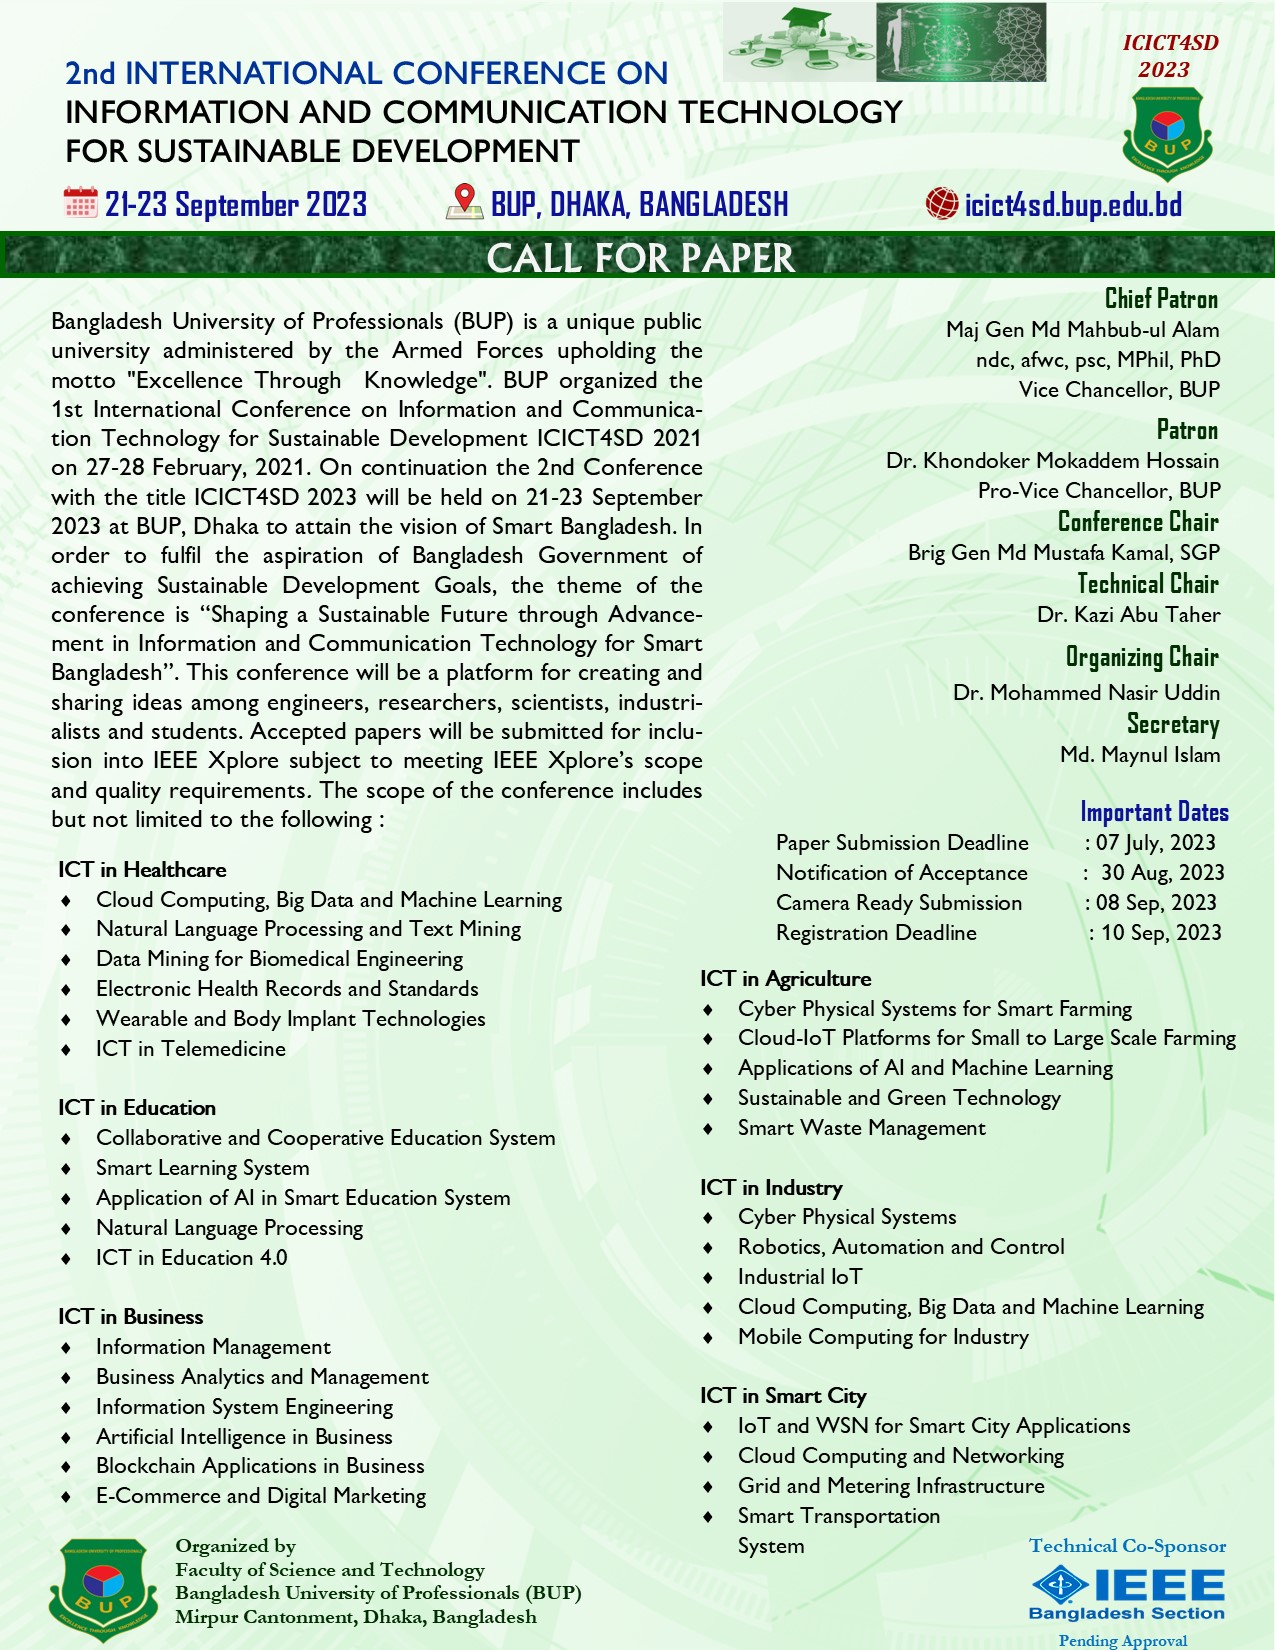 ICICT4SD
2023
2nd INTERNATIONAL CONFERENCE ON
INFORMATION AND COMMUNICATION TECHNOLOGY
FOR SUSTAINABLE DEVELOPMENT
BUP
21-23 September 2023
BUP, DHAKA, BANGLADESH
icict4sd.bup.edu.bd
CALL FOR PAPER
Bangladesh University of Professionals (BUP) is a unique public
university administered by the Armed Forces upholding the
motto "Excellence Through Knowledge". BUP organized the
1st International Conference on Information and Communica-
tion Technology for Sustainable Development ICICT4SD 2021
on 27-28 February, 2021. On continuation the 2nd Conference
with the title ICICT4SD 2023 will be held on 21-23 September
2023 at BUP, Dhaka to attain the vision of Smart Bangladesh. In
order to fulfil the aspiration of Bangladesh Government of
achieving Sustainable Development Goals, the theme of the
conference is “Shaping a Sustainable Future through Advance-
ment in Information and Communication Technology for Smart
Bangladesh”. This conference will be a platform for creating and
sharing ideas among engineers, researchers, scientists, industri-
alists and students. Accepted papers will be submitted for inclu-
sion into IEEE Xplore subject to meeting IEEE Xplore’s scope
and quality requirements. The scope of the conference includes
but not limited to the following :
Chief Patron
Maj Gen Md Mahbub-ul Alam
ndc, afwc, psc, MPhil, PhD
Vice Chancellor, BUP
Patron
Dr. Khondoker Mokaddem Hossain
Pro-Vice Chancellor, BUP
Conference Chair
Brig Gen Md Mustafa Kamal, SGP
Technical Chair
Dr. Kazi Abu Taher
Organizing Chair
Dr. Mohammed Nasir Uddin
Secretary
Md. Maynul Islam
Important Dates
Paper Submission Deadline : 07 July, 2023
Notification of Acceptance : 30 Aug, 2023
Camera Ready Submission : 08 Sep, 2023
Registration Deadline : 10 Sep, 2023
ICT in Healthcare
♦ Cloud Computing, Big Data and Machine Learning
♦ Natural Language Processing and Text Mining
♦ Data Mining for Biomedical Engineering
♦ Electronic Health Records and Standards
♦ Wearable and Body Implant Technologies
♦ ICT in Telemedicine
ICT in Education
♦ Collaborative and Cooperative Education System
♦ Smart Learning System
♦ Application of AI in Smart Education System
♦ Natural Language Processing
♦ ICT in Education 4.0
ICT in Business
♦ Information Management
♦ Business Analytics and Management
♦ Information System Engineering
♦ Artificial Intelligence in Business
♦ Blockchain Applications in Business
♦ E-Commerce and Digital Marketing
ICT in Agriculture
♦ Cyber Physical Systems for Smart Farming
♦ Cloud-IoT Platforms for Small to Large Scale Farming
♦ Applications of AI and Machine Learning
♦ Sustainable and Green Technology
♦ Smart Waste Management
ICT in Industry
♦ Cyber Physical Systems
♦ Robotics, Automation and Control
♦ Industrial IoT
♦ Cloud Computing, Big Data and Machine Learning
♦ Mobile Computing for Industry
ICT in Smart City
♦ IoT and WSN for Smart City Applications
♦ Cloud Computing and Networking
♦ Grid and Metering Infrastructure
♦ Smart Transportation
System
BANGLADESH UNIVERSITY OF PROFESSIONALS
BUP
EXCELLENCE THROUGH KNOWLEDGE
Organized by
Faculty of Science and Technology
Bangladesh University of Professionals (BUP)
Mirpur Cantonment, Dhaka, Bangladesh
Technical Co-Sponsor
IEEE
Bangladesh Section
Pending Approval